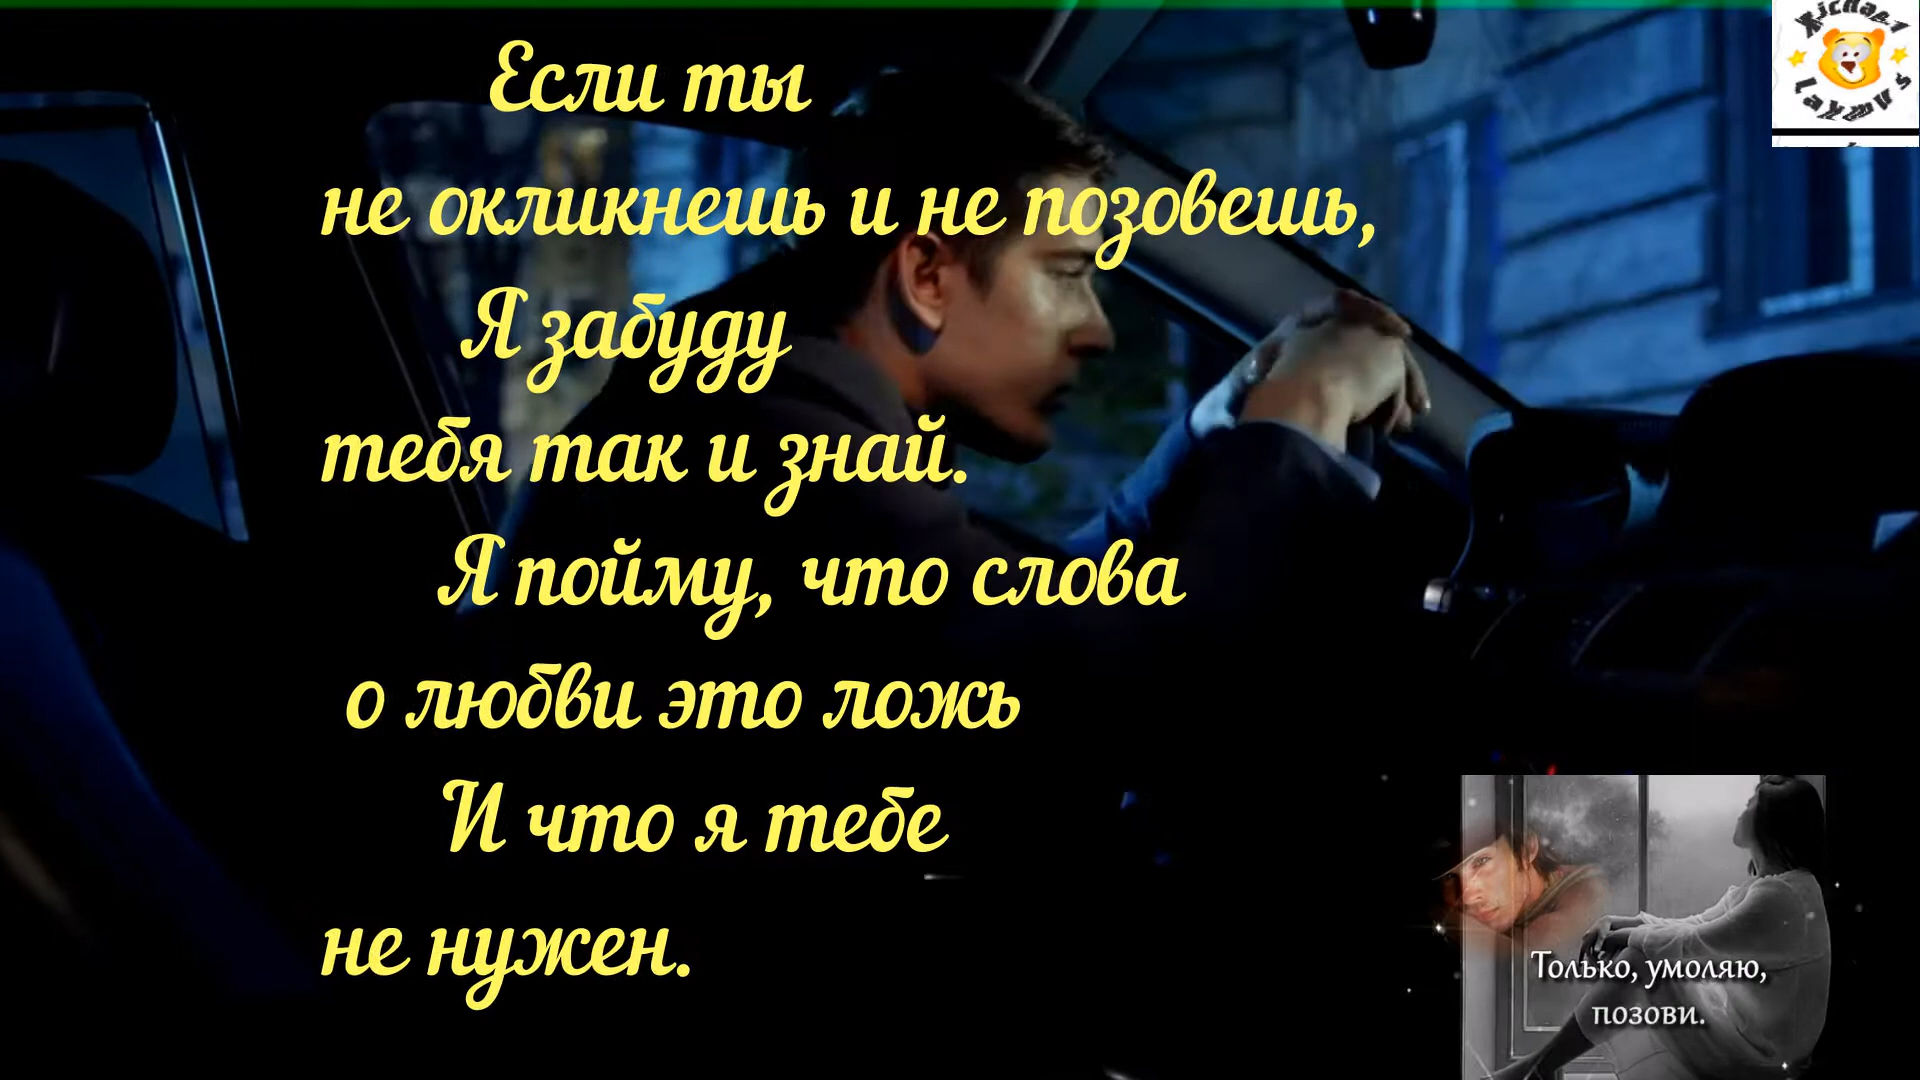 Если ты
не окликнешь и не позовешь,
Я забуду
тебя так и знай.
Я пойму, что слова
о любви это ложь
И что я тебе
не нужен.
Только, умоляю,
позови.